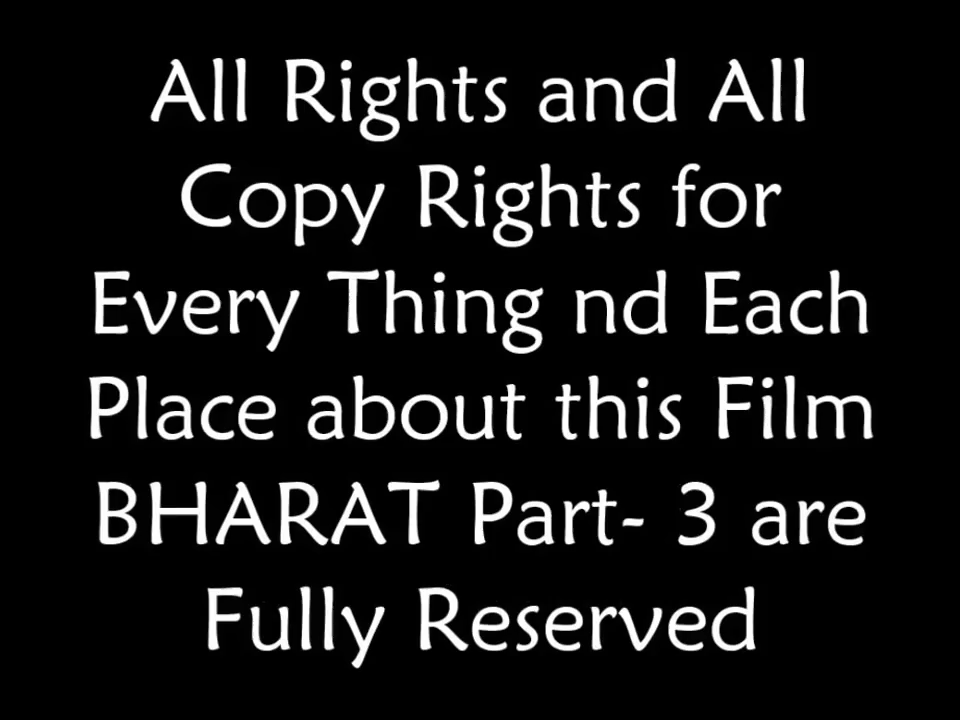 All Rights and All
Copy Rights for
Every Thing nd Each
Place about this Film
BHARAT Part- 3 are
Fully Reserved